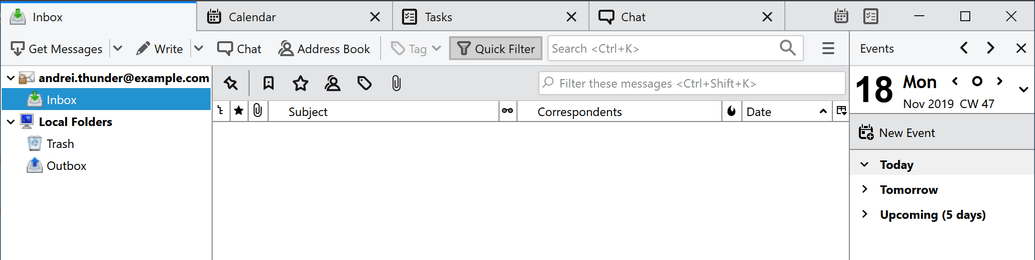 Inbox Calendar Tasks Chat
Get Messages Write Chat Address Book Tag Quick Filter Search <Ctrl+K> Events
andrei.thunder@example.com
Inbox
Local Folders
Trash
Outbox
Filter these messages <Ctrl+Shift+K>
Subject Correspondents Date
18 Mon
Nov 2019 CW 47
New Event
Today
Tomorrow
Upcoming (5 days)